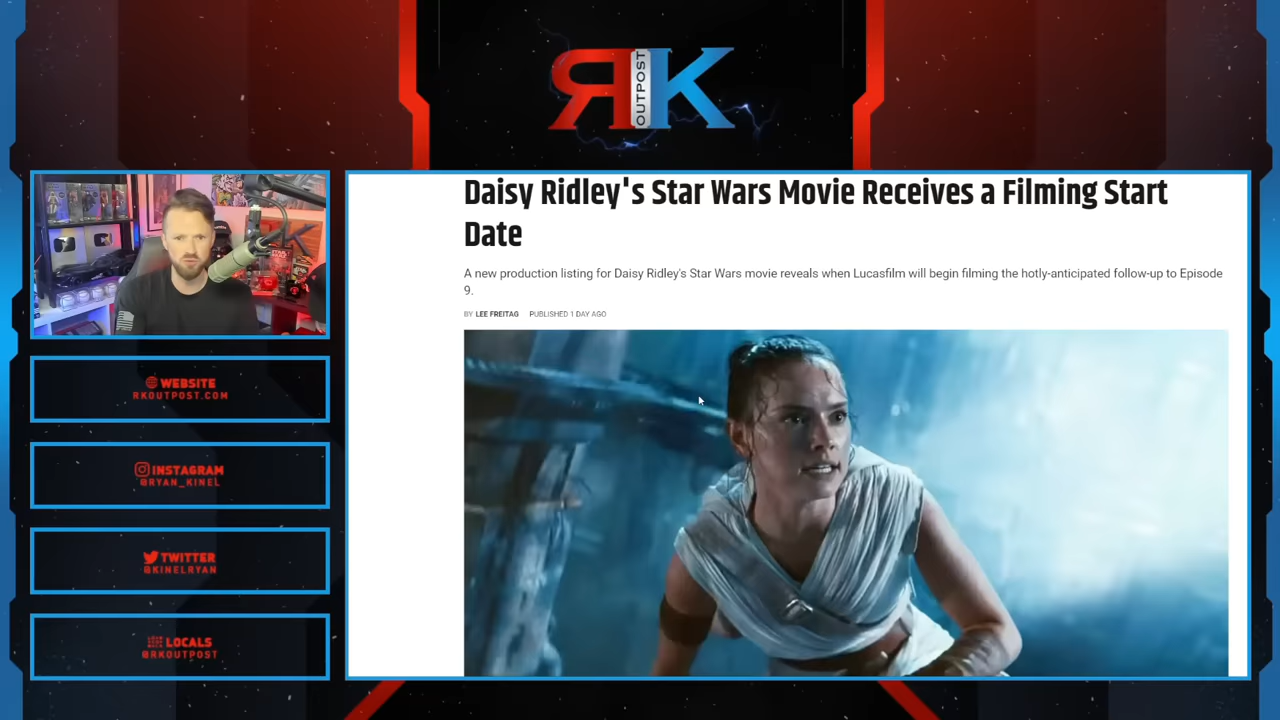 RK
OUTPOST
Daisy Ridley's Star Wars Movie Receives a Filming Start
Date
A new production listing for Daisy Ridley's Star Wars movie reveals when Lucasfilm will begin filming the hotly-anticipated follow-up to Episode
9.
BY LEE FREITAG PUBLISHED 1 DAY AGO
WEBSITE
RKOUTPOST.COM
INSTAGRAM
@RYAN_KINEL
TWITTER
@KINELRYAN
LOCALS
@RKOUTPOST